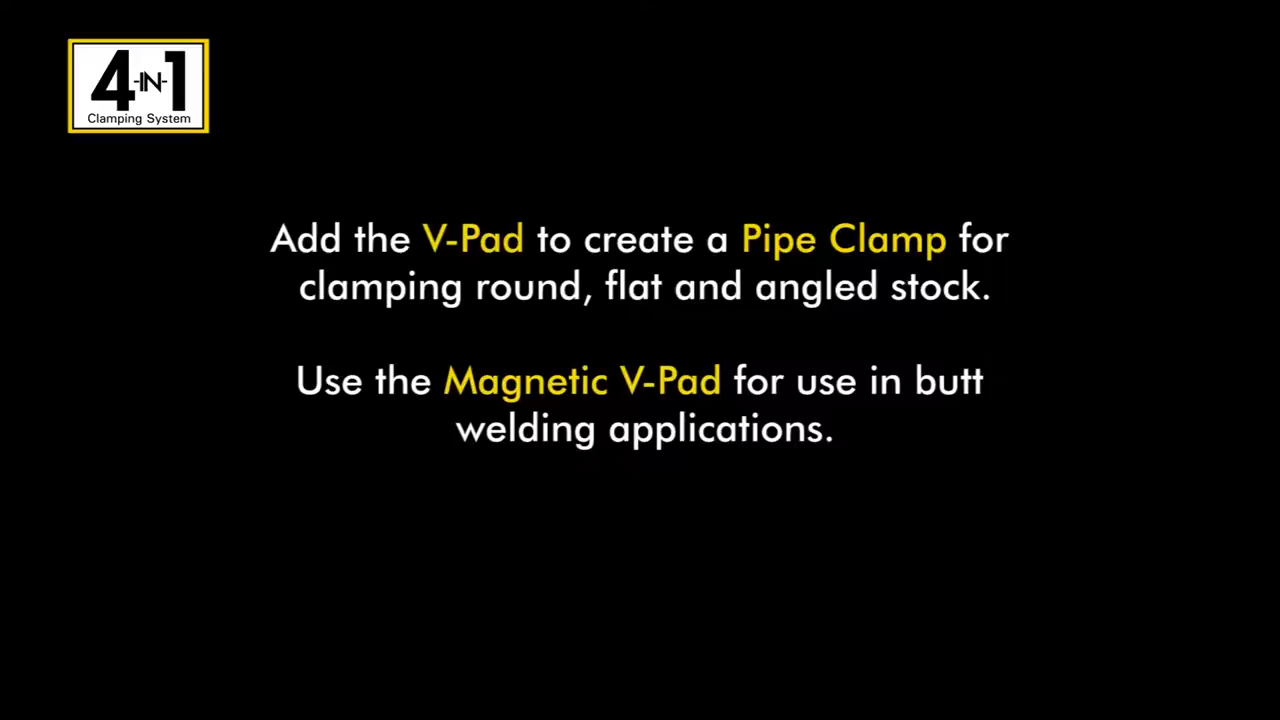 4-IN-1
Clamping System
Add the V-Pad to create a Pipe Clamp for
clamping round, flat and angled stock.
Use the Magnetic V-Pad for use in butt
welding applications.